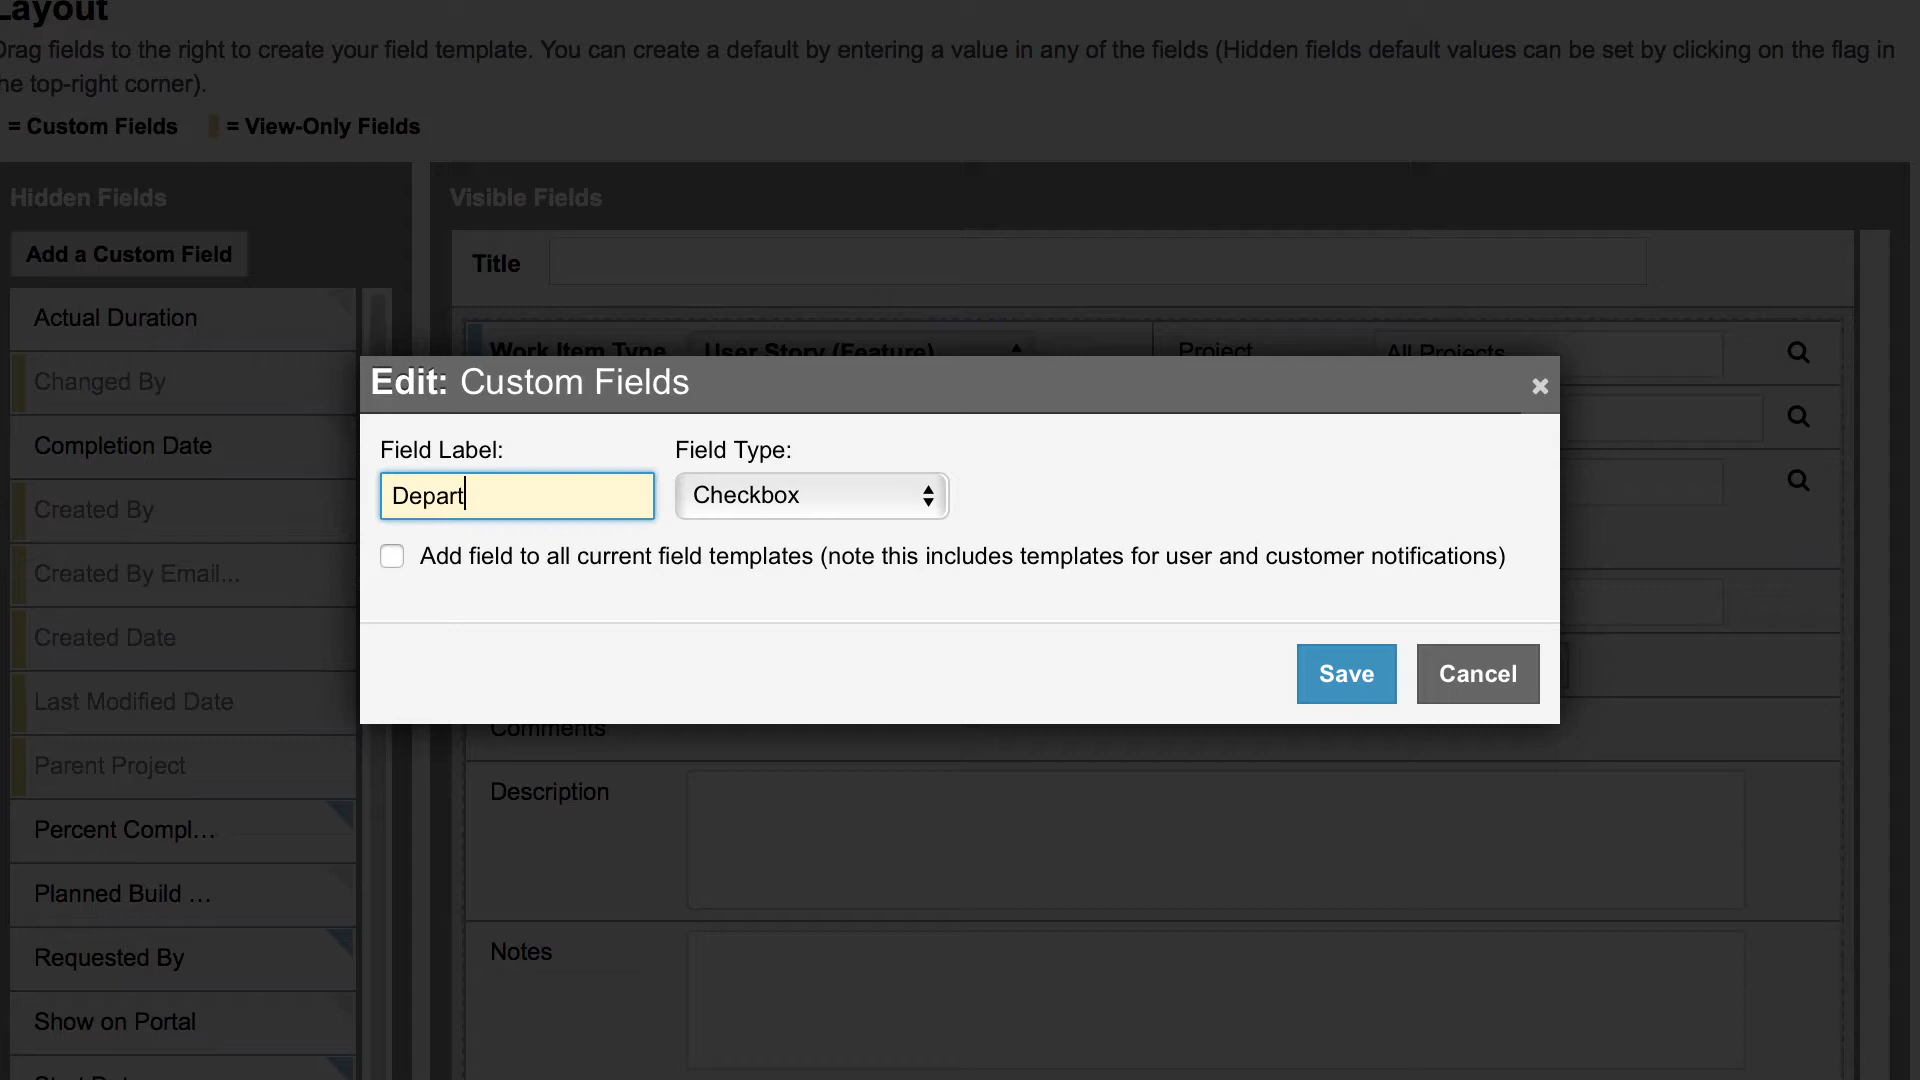 Layout
Drag fields to the right to create your field template. You can create a default by entering a value in any of the fields (Hidden fields default values can be set by clicking on the flag in
the top-right corner).
= Custom Fields = View-Only Fields
Hidden Fields
Visible Fields
Add a Custom Field
Title
Actual Duration
Work Item Type User Story (Feature) Project All Projects
Changed By
Edit: Custom Fields
Completion Date
Field Label: Field Type:
Depart Checkbox
Created By
Add field to all current field templates (note this includes templates for user and customer notifications)
Created By Email...
Created Date
Save Cancel
Last Modified Date
Comments
Parent Project
Description
Percent Compl...
Planned Build ...
Notes
Requested By
Show on Portal